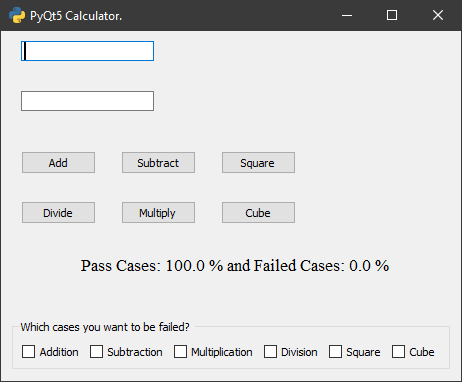 PyQt5 Calculator.
Add Subtract Square
Divide Multiply Cube
Pass Cases: 100.0 % and Failed Cases: 0.0 %
Which cases you want to be failed?
Addition Subtraction Multiplication Division Square Cube